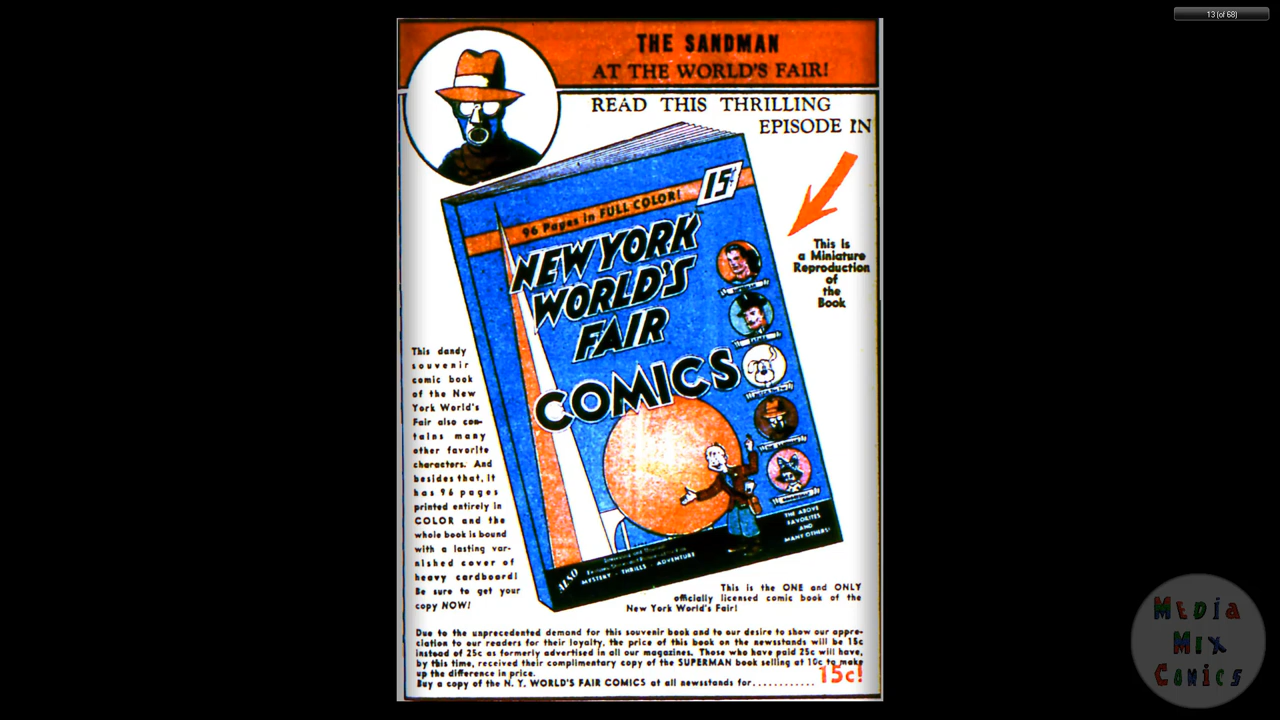 13 (of 68)
THE SANDMAN
AT THE WORLD'S FAIR!
READ THIS THRILLING
EPISODE IN
15¢
96 Pages in FULL COLOR!
NEW YORK
WORLD'S
FAIR
COMICS
This Is
a Miniature
Reproduction
of
the
Book
This dandy
souvenir
comic book
of the New
York World's
Fair also con-
tains many
other favorite
characters. And
besides that, it
has 96 pages
printed entirely in
COLOR and the
whole book is bound
with a lasting var-
nished cover of
heavy cardboard!
Be sure to get your
copy NOW!
THE ABOVE
FAVORITES
AND
MANY OTHERS!
ALSO
MYSTERY - THRILLS - ADVENTURE
This is the ONE and ONLY
officially licensed comic book of the
New York World's Fair!
Due to the unprecedented demand for this souvenir book and to our desire to show our appre-
ciation to our readers for their loyalty, the price of this book on the newsstands will be 15c
instead of 25c as formerly advertised in all our magazines. Those who have paid 25c will have,
by this time, received their complimentary copy of the SUPERMAN book selling at 10c to make
up the difference in price.
Buy a copy of the N. Y. WORLD'S FAIR COMICS at all newsstands for............15c!
MEDIA
MIX
COMICS